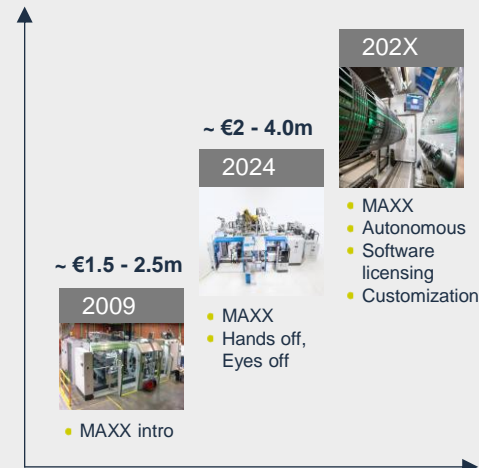 202X
• MAXX
• Autonomous
• Software
licensing
• Customization
~ €2 - 4.0m
2024
• MAXX
• Hands off,
Eyes off
~ €1.5 - 2.5m
2009
• MAXX intro